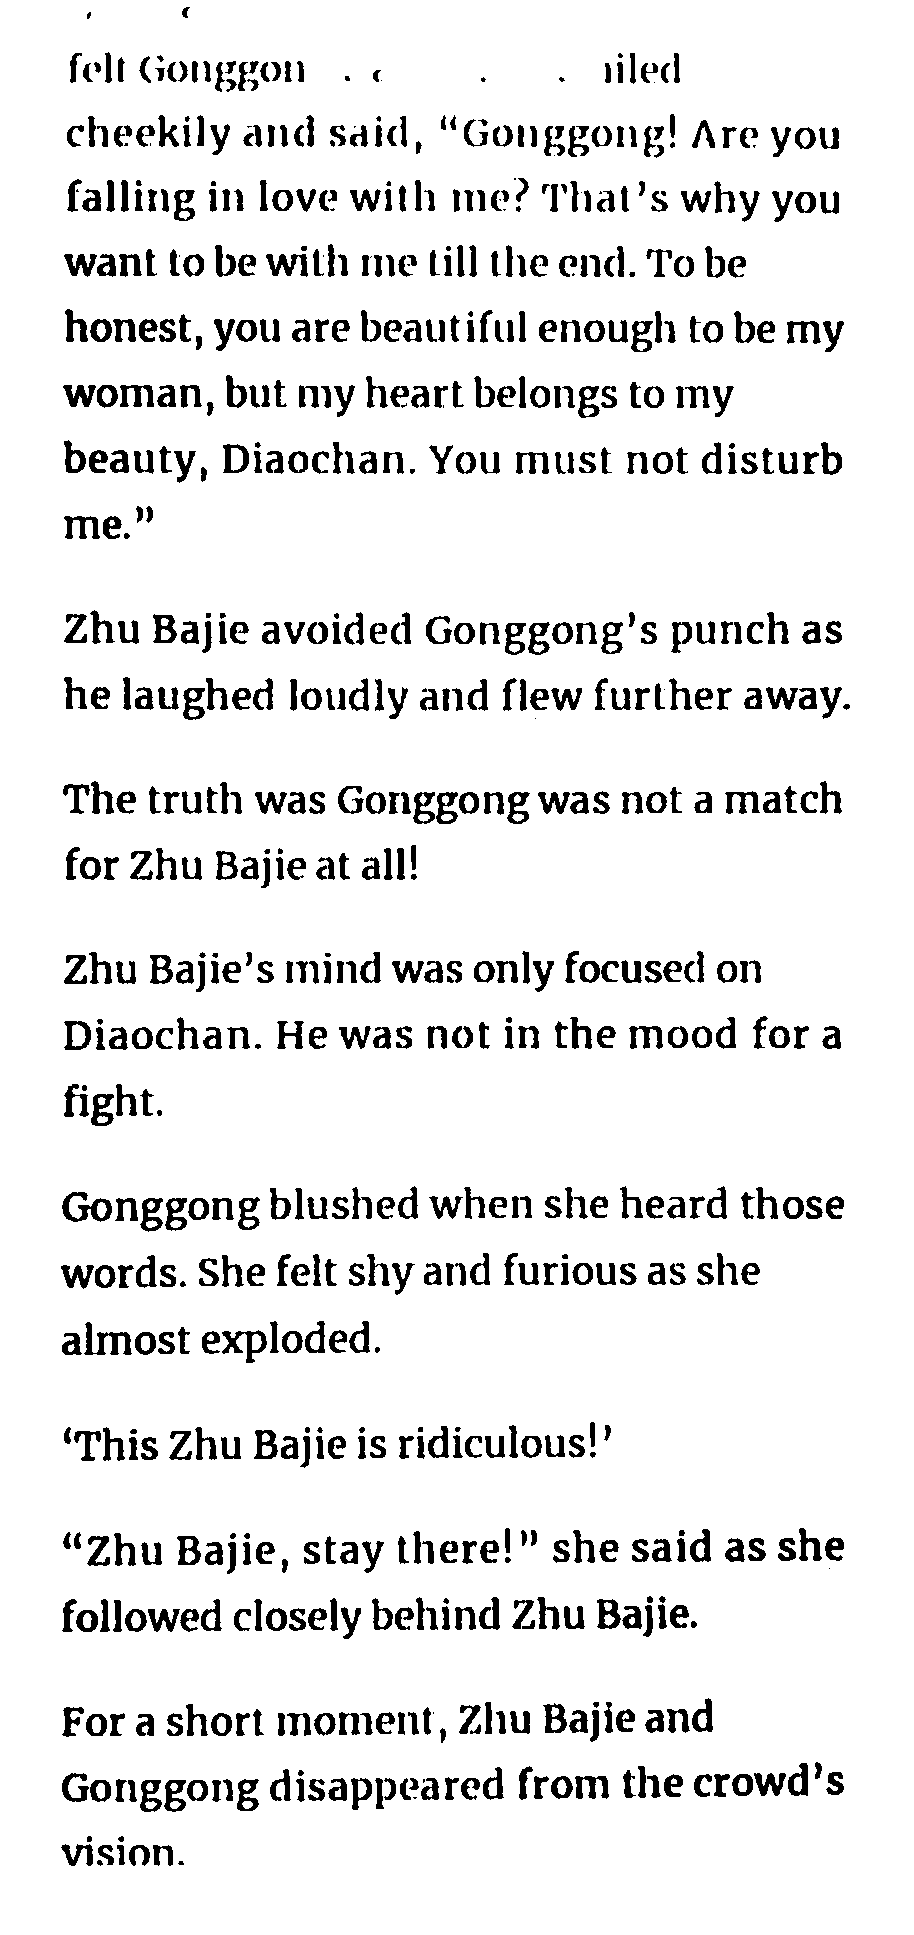 felt
cheekily and said, “Gonggong! Are you
falling in love with me? That’s why you
want to be with me till the end. To be
honest, you are beautiful enough to be my
woman, but my heart belongs to my
beauty, Diaochan. You must not disturb
me.”
Zhu Bajie avoided Gonggong’s punch as
he laughed loudly and flew further away.
The truth was Gonggong was not a match
for Zhu Bajie at all!
Zhu Bajie’s mind was only focused on
Diaochan. He was not in the mood for a
fight.
Gonggong blushed when she heard those
words. She felt shy and furious as she
almost exploded.
‘This Zhu Bajie is ridiculous!’
“Zhu Bajie, stay there!” she said as she
followed closely behind Zhu Bajie.
For a short moment, Zhu Bajie and
Gonggong disappeared from the crowd’s
vision.